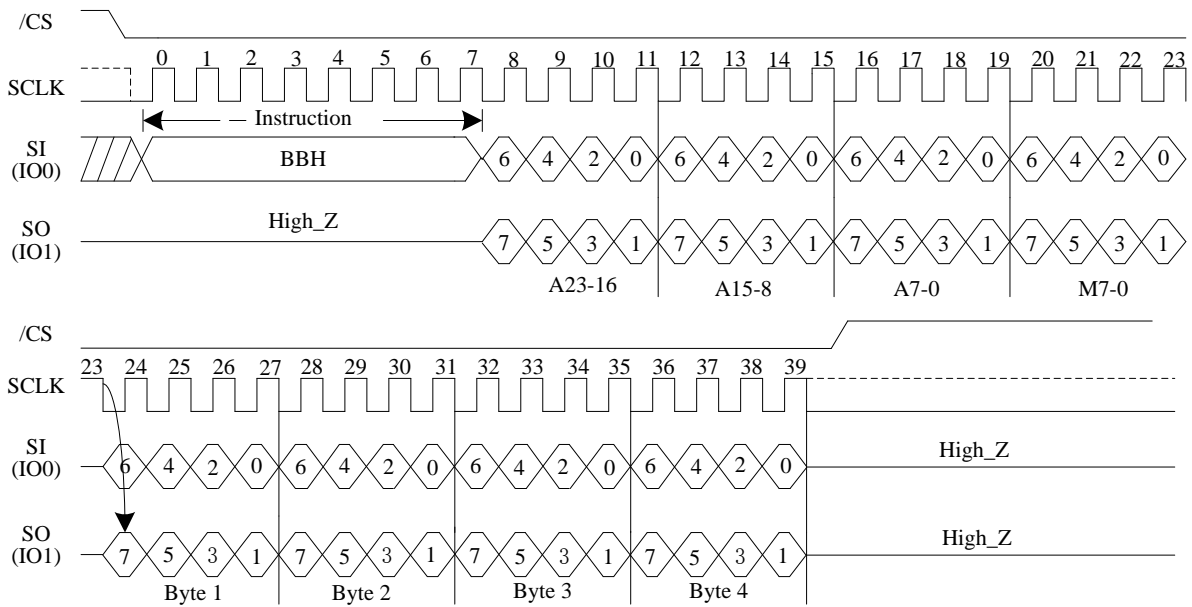 /CS
0 1 2 3 4 5 6 7 8 9 10 11 12 13 14 15 16 17 18 19 20 21 22 23
SCLK
Instruction
SI
(IO0)
BBH
6 4 2 0 6 4 2 0 6 4 2 0 6 4 2 0
High_Z
SO
(IO1)
7 5 3 1 7 5 3 1 7 5 3 1 7 5 3 1
A23-16 A15-8 A7-0 M7-0
/CS
23 24 25 26 27 28 29 30 31 32 33 34 35 36 37 38 39
SCLK
SI
(IO0)
6 4 2 0 6 4 2 0 6 4 2 0 6 4 2 0
High_Z
SO
(IO1)
7 5 3 1 7 5 3 1 7 5 3 1 7 5 3 1
High_Z
Byte 1 Byte 2 Byte 3 Byte 4